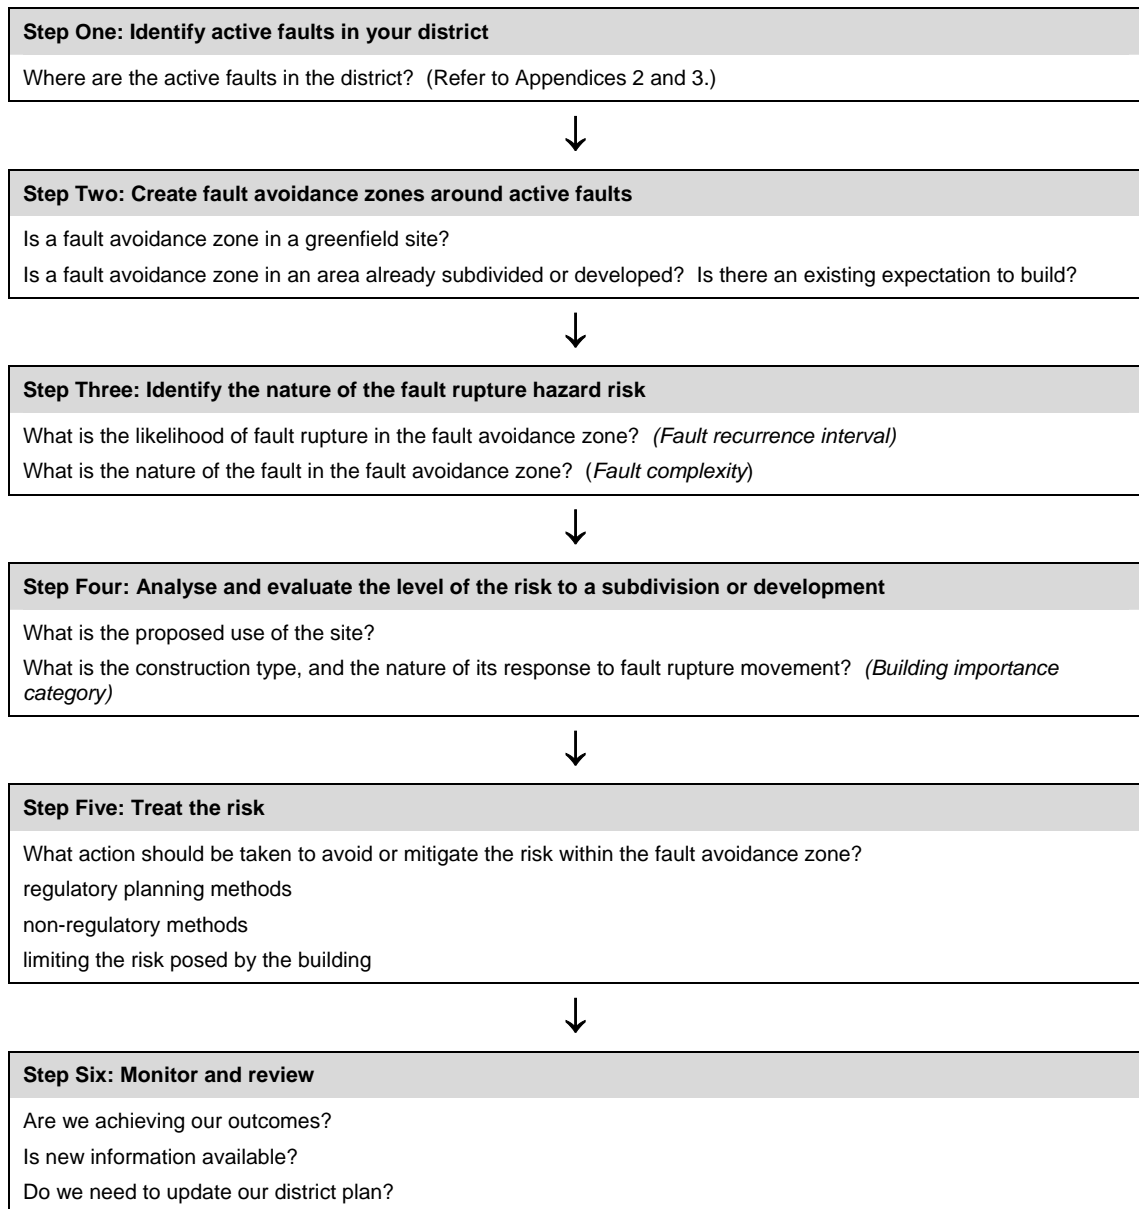 Step One: Identify active faults in your district
Where are the active faults in the district? (Refer to Appendices 2 and 3.)
Step Two: Create fault avoidance zones around active faults
Is a fault avoidance zone in a greenfield site?
Is a fault avoidance zone in an area already subdivided or developed? Is there an existing expectation to build?
Step Three: Identify the nature of the fault rupture hazard risk
What is the likelihood of fault rupture in the fault avoidance zone? (Fault recurrence interval)
What is the nature of the fault in the fault avoidance zone? (Fault complexity)
Step Four: Analyse and evaluate the level of the risk to a subdivision or development
What is the proposed use of the site?
What is the construction type, and the nature of its response to fault rupture movement? (Building importance
category)
Step Five: Treat the risk
What action should be taken to avoid or mitigate the risk within the fault avoidance zone?
regulatory planning methods
non-regulatory methods
limiting the risk posed by the building
Step Six: Monitor and review
Are we achieving our outcomes?
Is new information available?
Do we need to update our district plan?